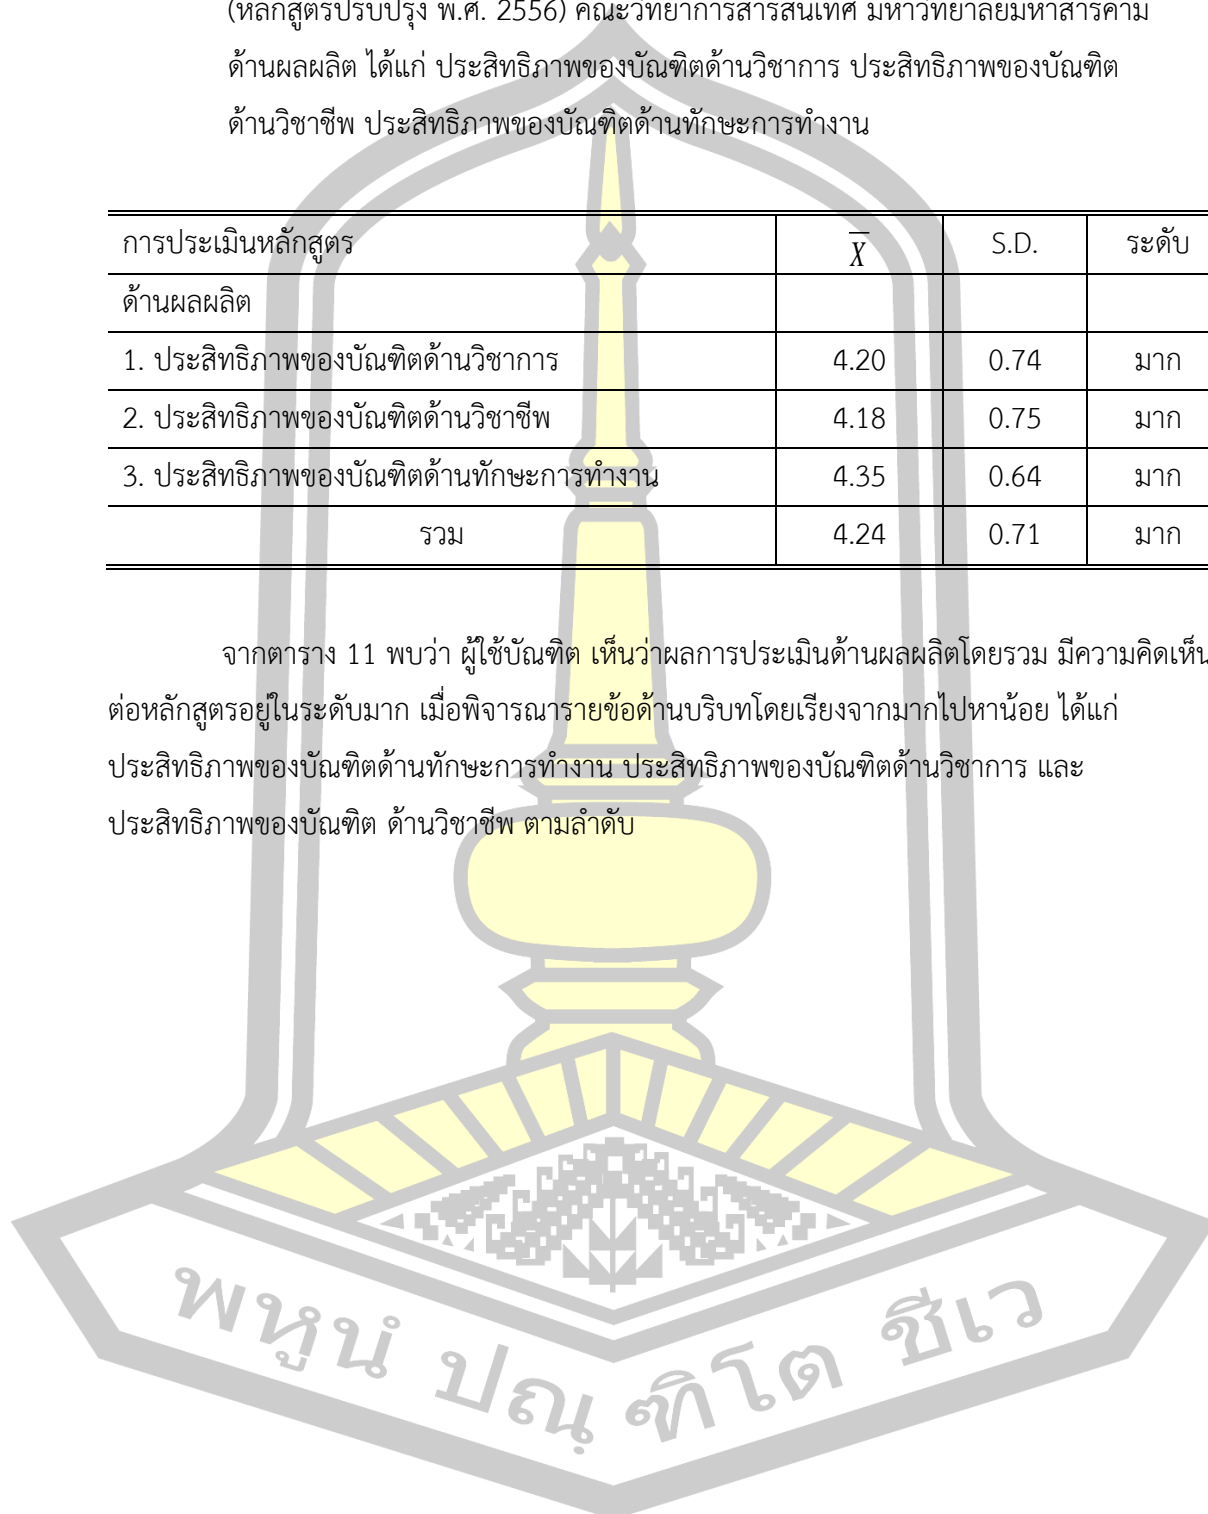 (หลักสูตรปรับปรุง พ.ศ. 2556) คณะวิทยาการสารสนเทศ มหาวิทยาลัยมหาสารคาม
ด้านผลผลิต ได้แก่ ประสิทธิภาพของบัณฑิตด้านวิชาการ ประสิทธิภาพของบัณฑิต
ด้านวิชาชีพ ประสิทธิภาพของบัณฑิตด้านทักษะการทำงาน
การประเมินหลักสูตร X̅ S.D. ระดับ
ด้านผลผลิต
1. ประสิทธิภาพของบัณฑิตด้านวิชาการ 4.20 0.74 มาก
2. ประสิทธิภาพของบัณฑิตด้านวิชาชีพ 4.18 0.75 มาก
3. ประสิทธิภาพของบัณฑิตด้านทักษะการทำงาน 4.35 0.64 มาก
รวม 4.24 0.71 มาก
จากตาราง 11 พบว่า ผู้ใช้บัณฑิต เห็นว่าผลการประเมินด้านผลผลิตโดยรวม มีความคิดเห็น
ต่อหลักสูตรอยู่ในระดับมาก เมื่อพิจารณารายข้อด้านบริบทโดยเรียงจากมากไปหาน้อย ได้แก่
ประสิทธิภาพของบัณฑิตด้านทักษะการทำงาน ประสิทธิภาพของบัณฑิตด้านวิชาการ และ
ประสิทธิภาพของบัณฑิต ด้านวิชาชีพ ตามลำดับ
พหูนํ ปณฺฑิโต ชีเว